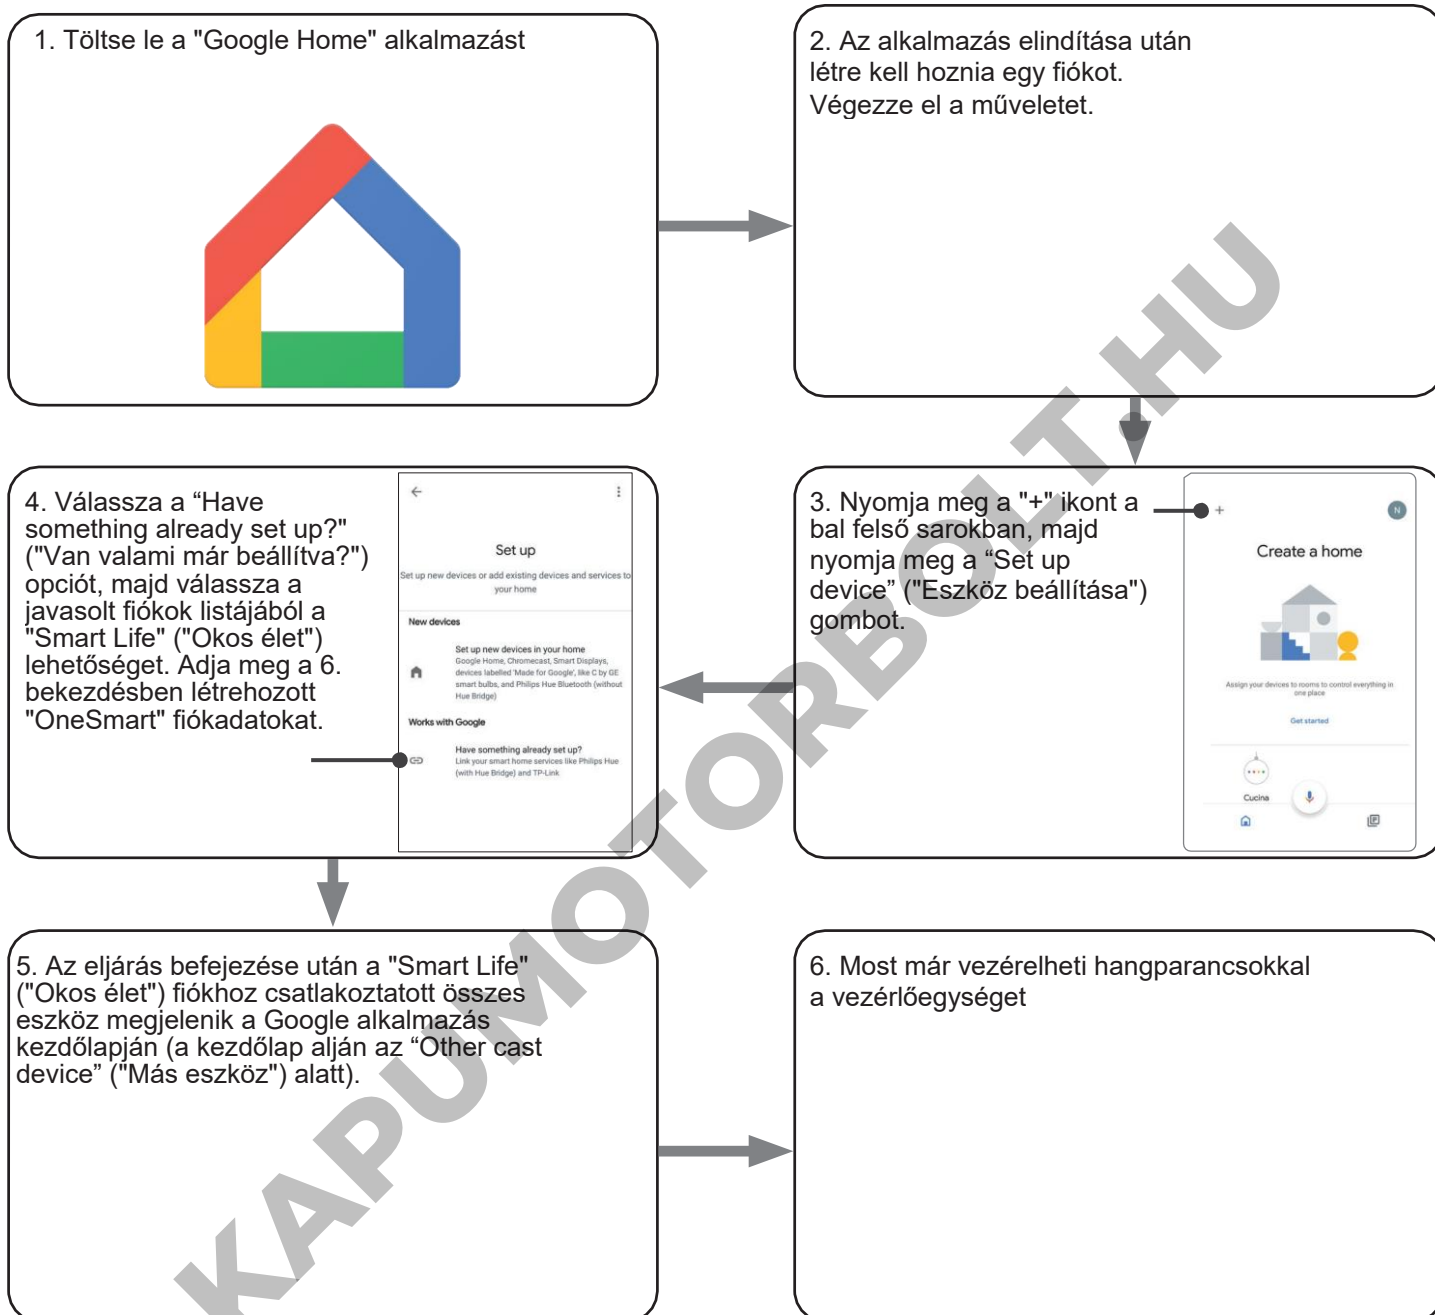 1. Töltse le a "Google Home" alkalmazást
2. Az alkalmazás elindítása után
létre kell hoznia egy fiókot.
Végezze el a műveletet.
3. Nyomja meg a "+" ikont a
bal felső sarokban, majd
nyomja meg a “Set up
device” ("Eszköz beállítása")
gombot.
+
N
Create a home
Assign your devices to rooms to control everything in
one place
Get started
Cucina
4. Válassza a “Have
something already set up?"
("Van valami már beállítva?")
opciót, majd válassza a
javasolt fiókok listájából a
"Smart Life" ("Okos élet")
lehetőséget. Adja meg a 6.
bekezdésben létrehozott
"OneSmart" fiókadatokat.
Set up
Set up new devices or add existing devices and services to
your home
New devices
Set up new devices in your home
Google Home, Chromecast, Smart Displays,
devices labelled 'Made for Google', like C by GE
smart bulbs, and Philips Hue Bluetooth (without
Hue Bridge)
Works with Google
Have something already set up?
Link your smart home services like Philips Hue
(with Hue Bridge) and TP-Link
5. Az eljárás befejezése után a "Smart Life"
("Okos élet") fiókhoz csatlakoztatott összes
eszköz megjelenik a Google alkalmazás
kezdőlapján (a kezdőlap alján az “Other cast
device” ("Más eszköz") alatt).
6. Most már vezérelheti hangparancsokkal
a vezérlőegységet
KAPUMOTORBOLT.HU